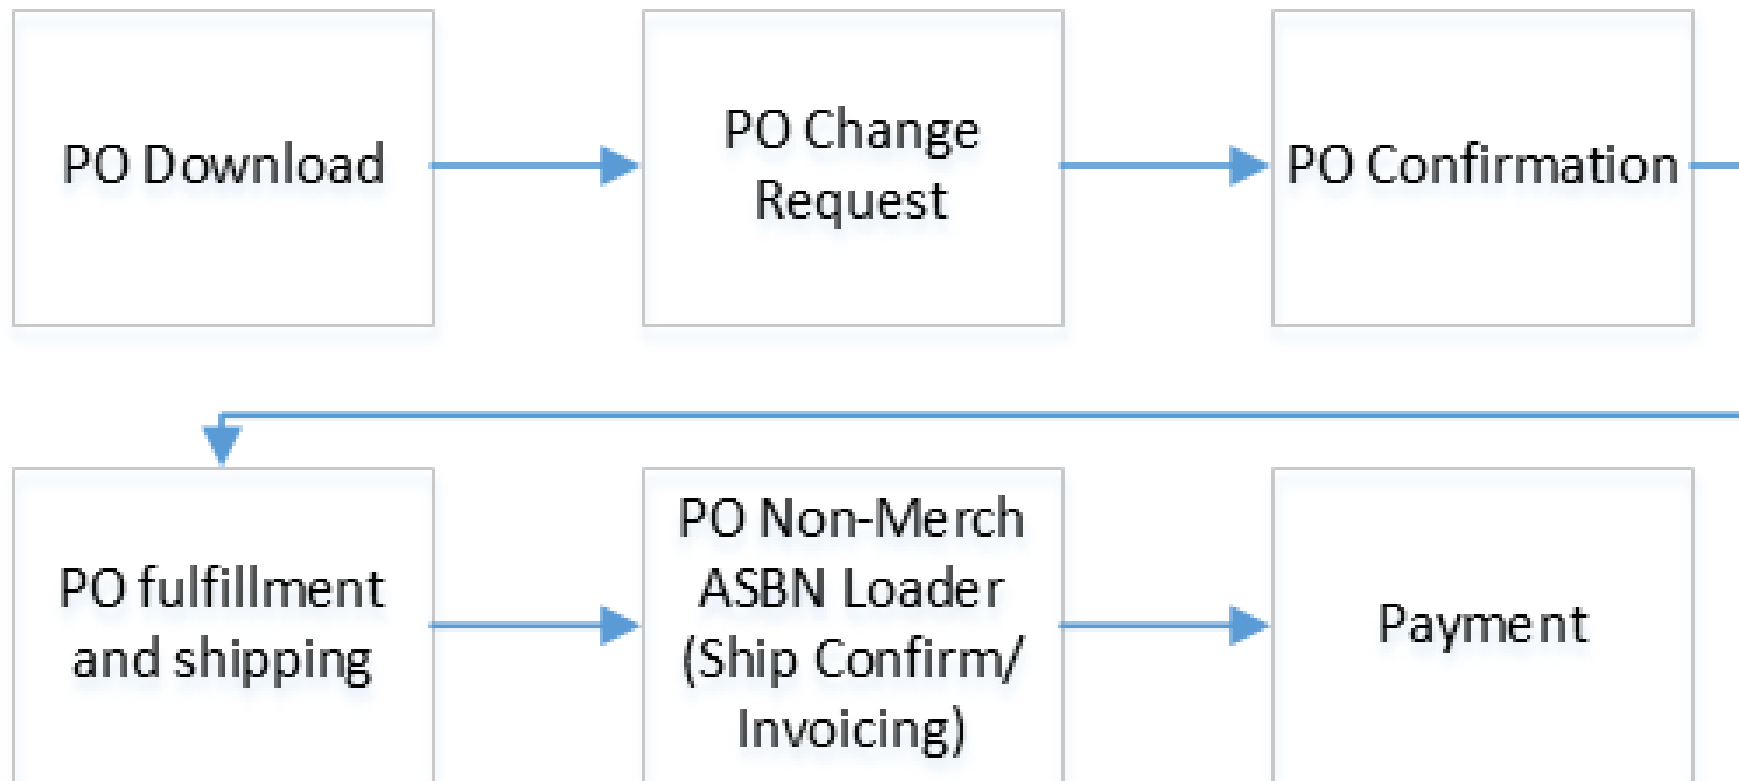 PO Download
PO Change
Request
PO Confirmation
PO fulfillment
and shipping
PO Non-Merch
ASBN Loader
(Ship Confirm/
Invoicing)
Payment